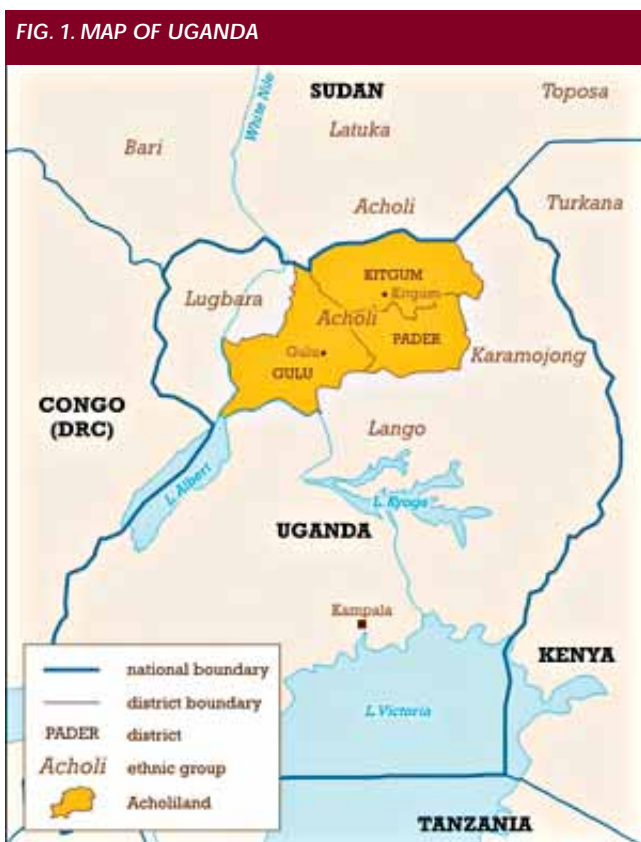 FIG. 1. MAP OF UGANDA
SUDAN
Toposa
White Nile
Latuka
Bari
Acholi
Turkana
KITGUM
Kitgum
Lugbara
Acholi
PADER
Gulu
GULU
Karamojong
CONGO
(DRC)
Lango
L. Albert
L. Kyoga
UGANDA
Kampala
KENYA
L. Victoria
national boundary
district boundary
PADER district
Acholi ethnic group
Acholiland
TANZANIA